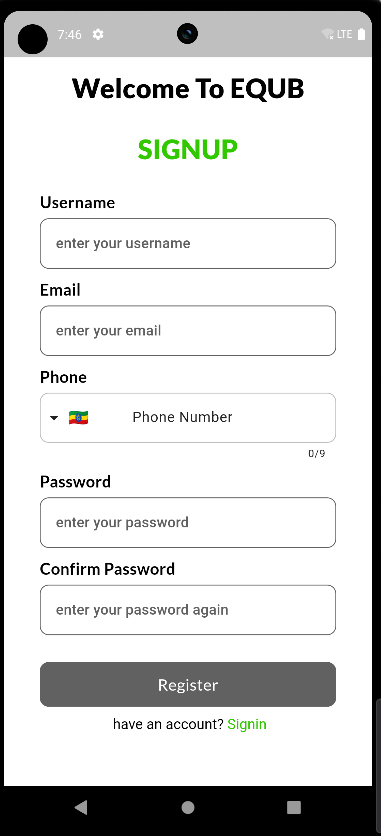 7:46 LTE
Welcome To EQUB
SIGNUP
Username
enter your username
Email
enter your email
Phone
Phone Number
0/9
Password
enter your password
Confirm Password
enter your password again
Register
have an account? Signin